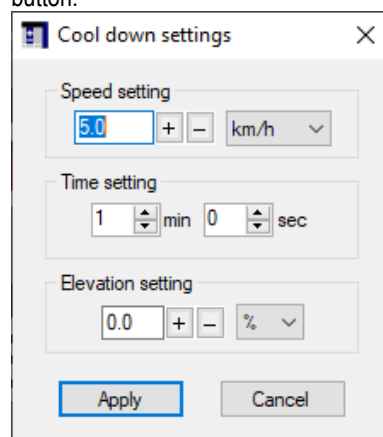 button.
Cool down settings
Speed setting
5.0 + – km/h
Time setting
1 min 0 sec
Elevation setting
0.0 + – %
Apply Cancel